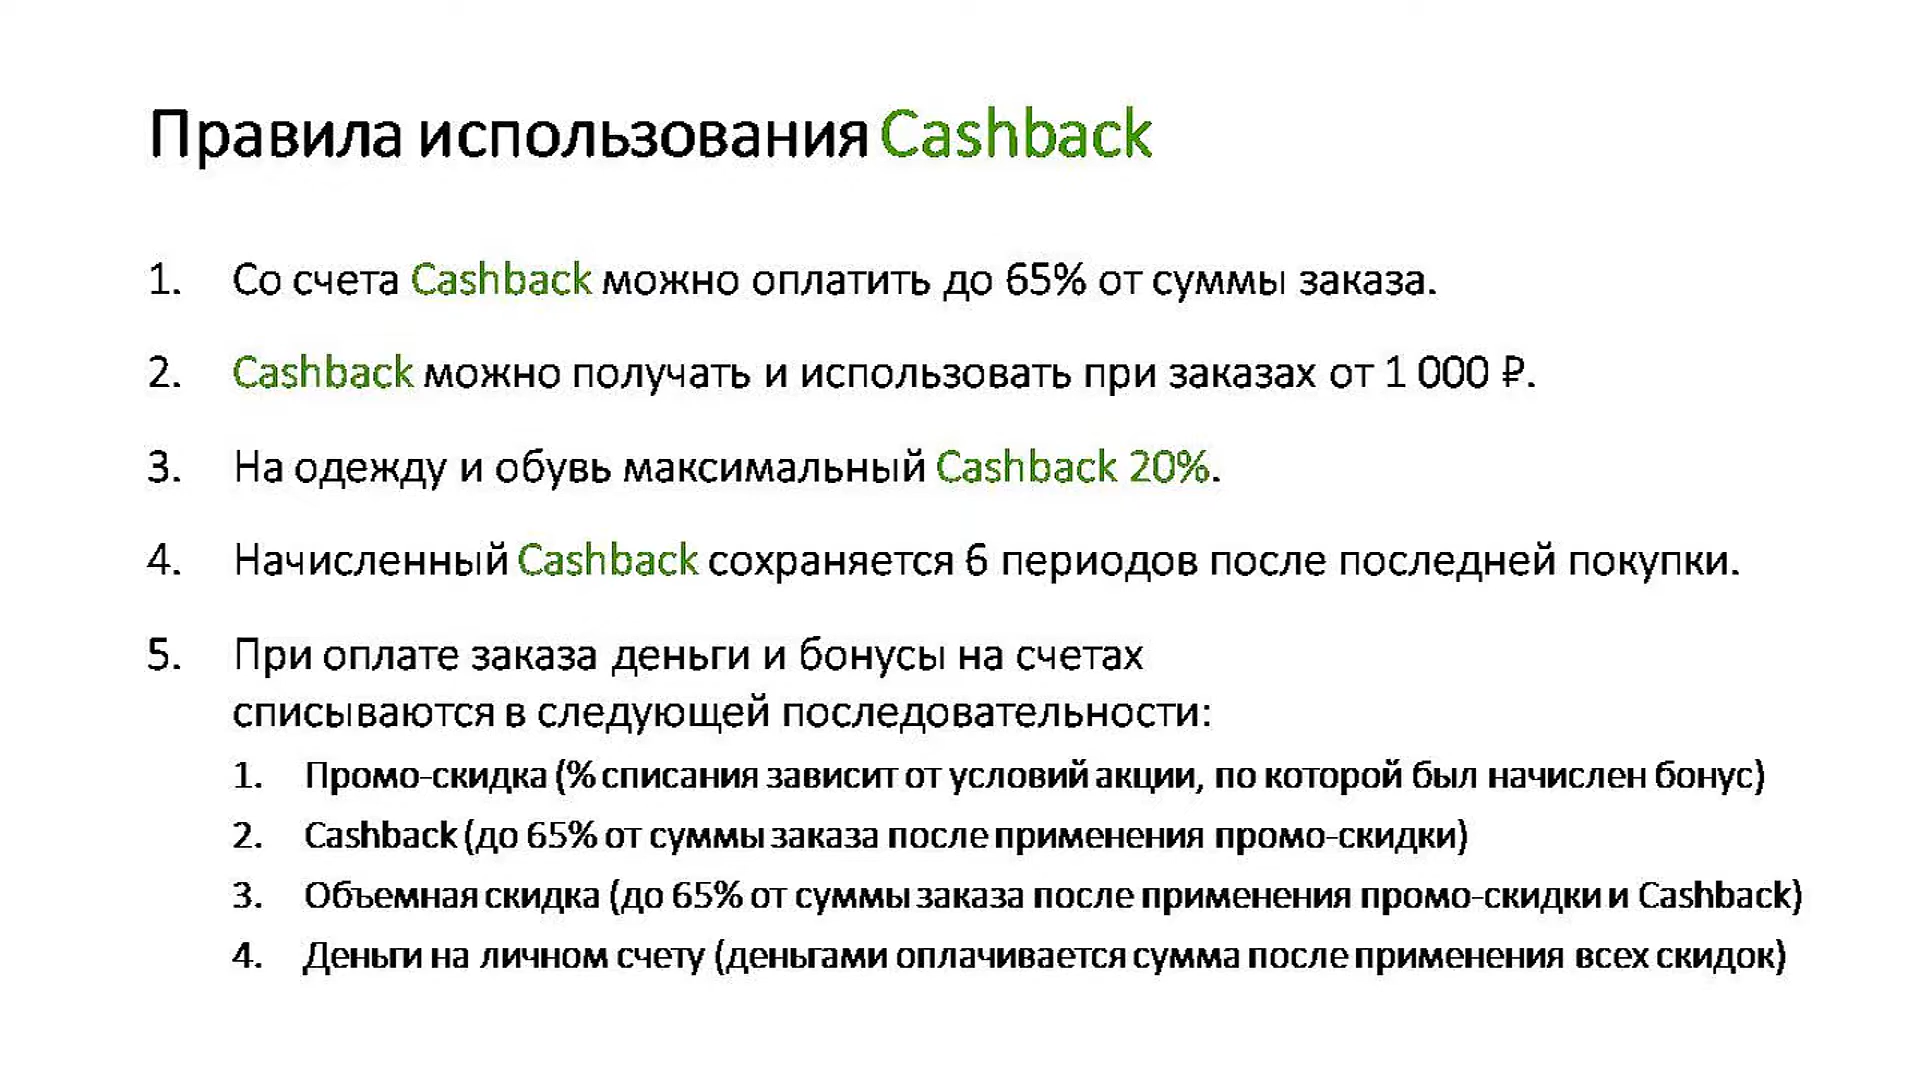 Правила использования Cashback
1. Со счета Cashback можно оплатить до 65% от суммы заказа.
2. Cashback можно получать и использовать при заказах от 1 000 ₽.
3. На одежду и обувь максимальный Cashback 20%.
4. Начисленный Cashback сохраняется 6 периодов после последней покупки.
5. При оплате заказа деньги и бонусы на счетах
списываются в следующей последовательности:
1. Промо-скидка (% списания зависит от условий акции, по которой был начислен бонус)
2. Cashback (до 65% от суммы заказа после применения промо-скидки)
3. Объемная скидка (до 65% от суммы заказа после применения промо-скидки и Cashback)
4. Деньги на личном счету (деньгами оплачивается сумма после применения всех скидок)